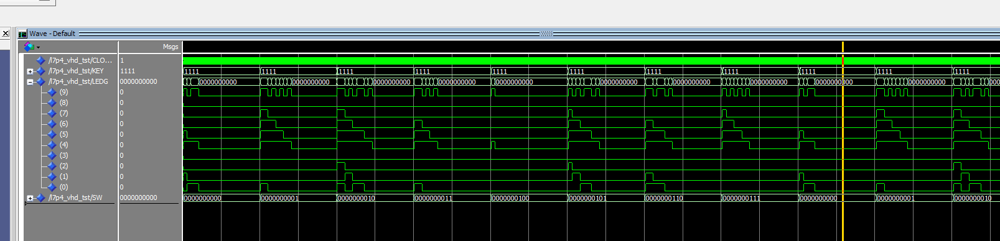 Wave - Default
Msgs
/l7p4_vhd_tst/CLO... 1
/l7p4_vhd_tst/KEY 1111 1111 1111 1111 1111 1111 1111 1111 1111 1111 1111 1111
/l7p4_vhd_tst/LEDG 0000000000 0000000000 0000000000 0000000000 0000000000 0000000000 0000000000 0000000000 0000000000 0000000000 0000000000
(9) 0
(8) 0
(7) 0
(6) 0
(5) 0
(4) 0
(3) 0
(2) 0
(1) 0
(0) 0
/l7p4_vhd_tst/SW 0000000000 0000000000 0000000001 0000000010 0000000011 0000000100 0000000101 0000000110 0000000111 0000000000 0000000001 0000000010